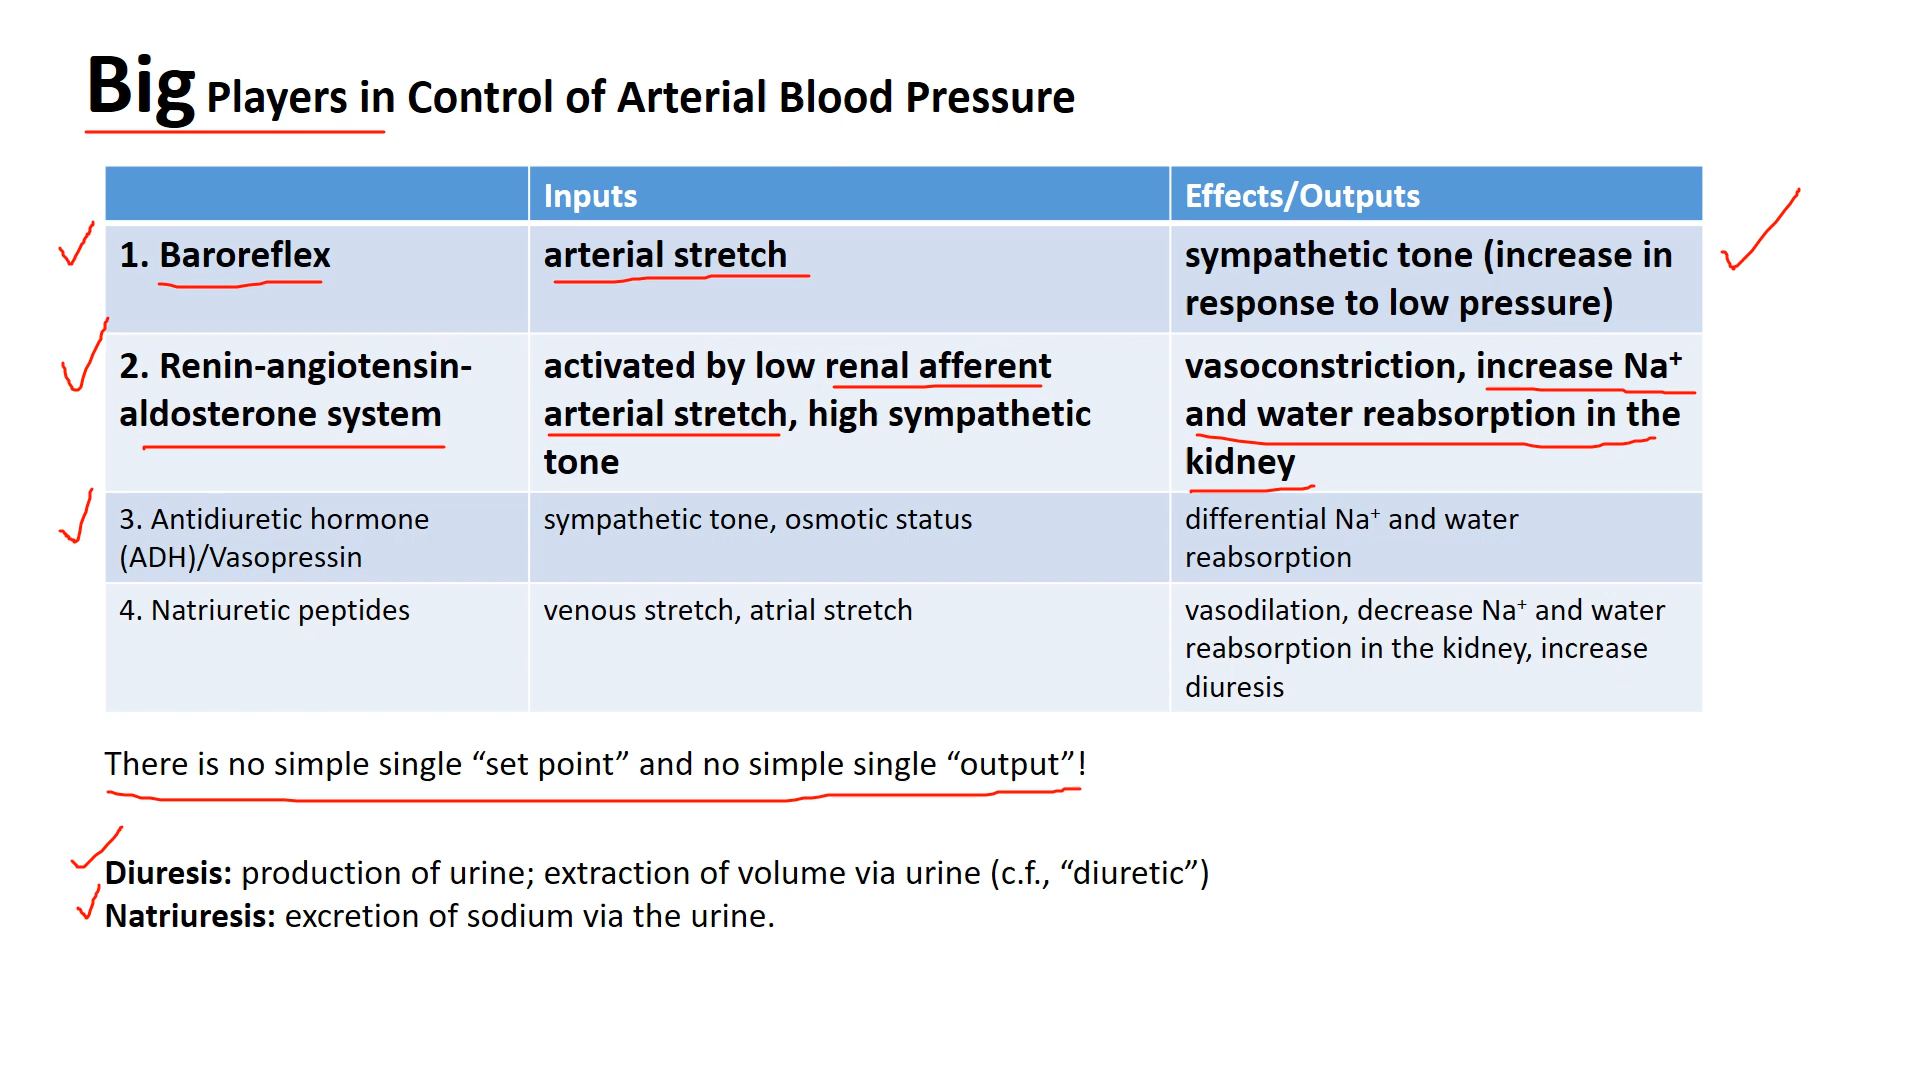 Big Players in Control of Arterial Blood Pressure
Inputs
Effects/Outputs
1. Baroreflex
arterial stretch
sympathetic tone (increase in
response to low pressure)
2. Renin-angiotensin-
aldosterone system
activated by low renal afferent
arterial stretch, high sympathetic
tone
vasoconstriction, increase Na⁺
and water reabsorption in the
kidney
3. Antidiuretic hormone
(ADH)/Vasopressin
sympathetic tone, osmotic status
differential Na⁺ and water
reabsorption
4. Natriuretic peptides
venous stretch, atrial stretch
vasodilation, decrease Na⁺ and water
reabsorption in the kidney, increase
diuresis
There is no simple single “set point” and no simple single “output”!
Diuresis: production of urine; extraction of volume via urine (c.f., “diuretic”)
Natriuresis: excretion of sodium via the urine.